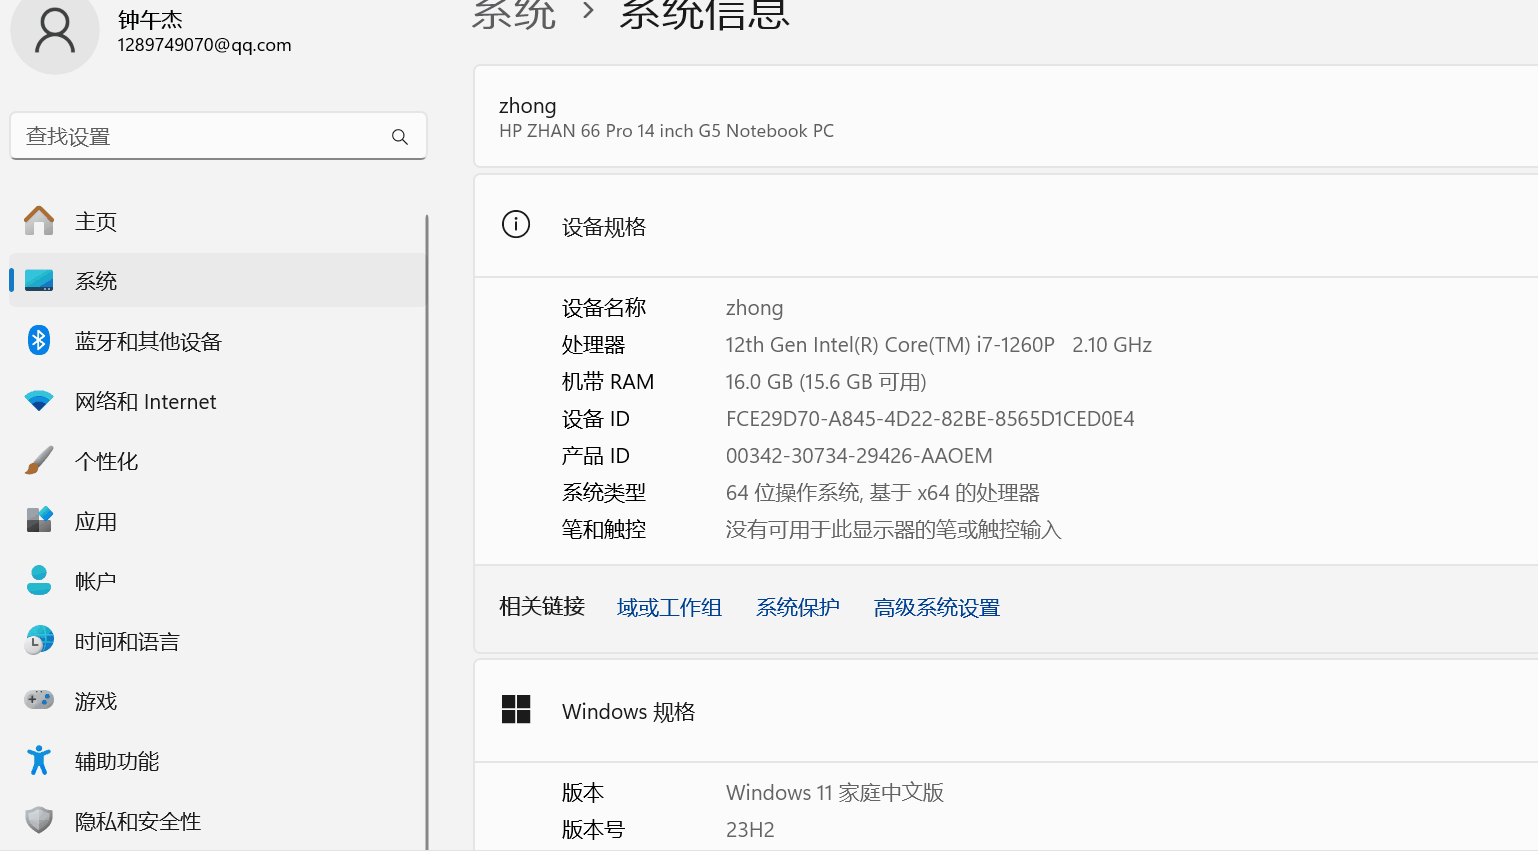 钟午杰
1289749070@qq.com
查找设置
主页
系统
蓝牙和其他设备
网络和 Internet
个性化
应用
帐户
时间和语言
游戏
辅助功能
隐私和安全性
系统 › 系统信息
zhong
HP ZHAN 66 Pro 14 inch G5 Notebook PC
设备规格
设备名称 zhong
处理器 12th Gen Intel(R) Core(TM) i7-1260P 2.10 GHz
机带 RAM 16.0 GB (15.6 GB 可用)
设备 ID FCE29D70-A845-4D22-82BE-8565D1CED0E4
产品 ID 00342-30734-29426-AAOEM
系统类型 64 位操作系统, 基于 x64 的处理器
笔和触控 没有可用于此显示器的笔或触控输入
相关链接 域或工作组 系统保护 高级系统设置
Windows 规格
版本 Windows 11 家庭中文版
版本号 23H2